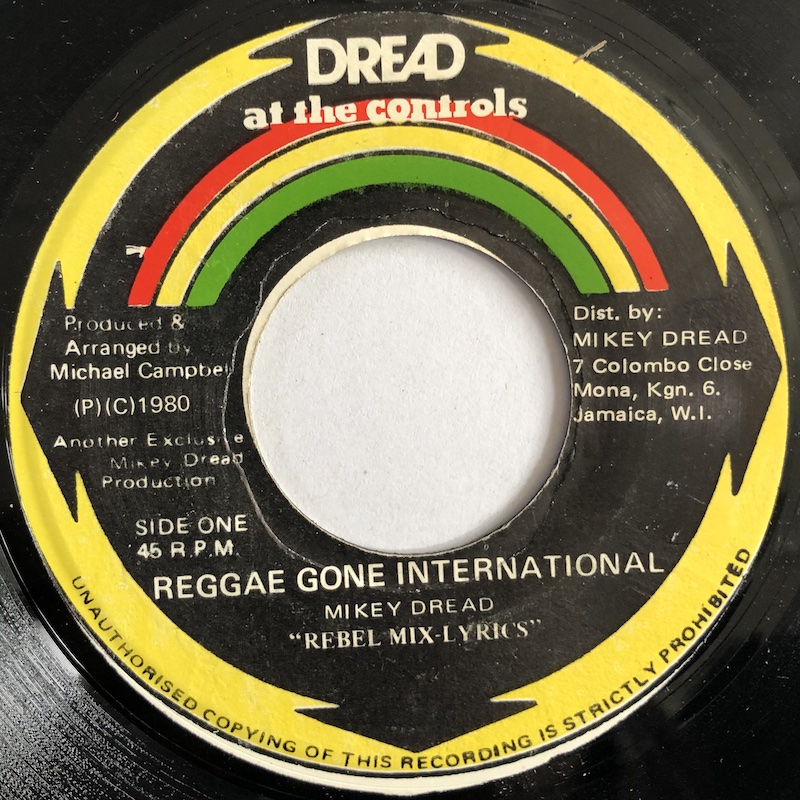 DREAD
at the controls
Produced &
Arranged by
Michael Campbel
(P)(C)1980
Another Exclusive
Mikey Dread
Production
Dist. by:
MIKEY DREAD
7 Colombo Close
Mona, Kgn. 6.
Jamaica, W.I.
SIDE ONE
45 R.P.M.
REGGAE GONE INTERNATIONAL
MIKEY DREAD
"REBEL MIX-LYRICS"
UNAUTHORISED COPYING OF THIS RECORDING IS STRICTLY PROHIBITED